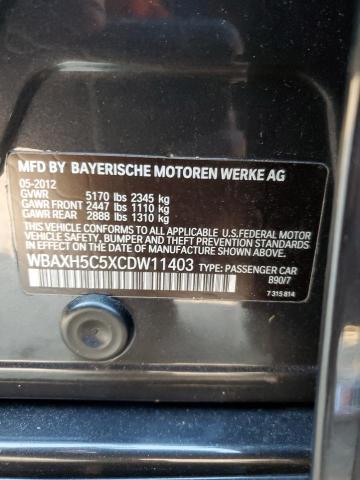 MFD BY BAYERISCHE MOTOREN WERKE AG
05-2012
GVWR 5170 lbs 2345 kg
GAWR FRONT 2447 lbs 1110 kg
GAWR REAR 2888 lbs 1310 kg
THIS VEHICLE CONFORMS TO ALL APPLICABLE U.S.FEDERAL MOTOR
VEHICLE SAFETY, BUMPER AND THEFT PREVENTION STANDARDS
IN EFFECT ON THE DATE OF MANUFACTURE SHOWN ABOVE.
WBAXH5C5XCDW11403 TYPE: PASSENGER CAR
B90/7
7 315 814